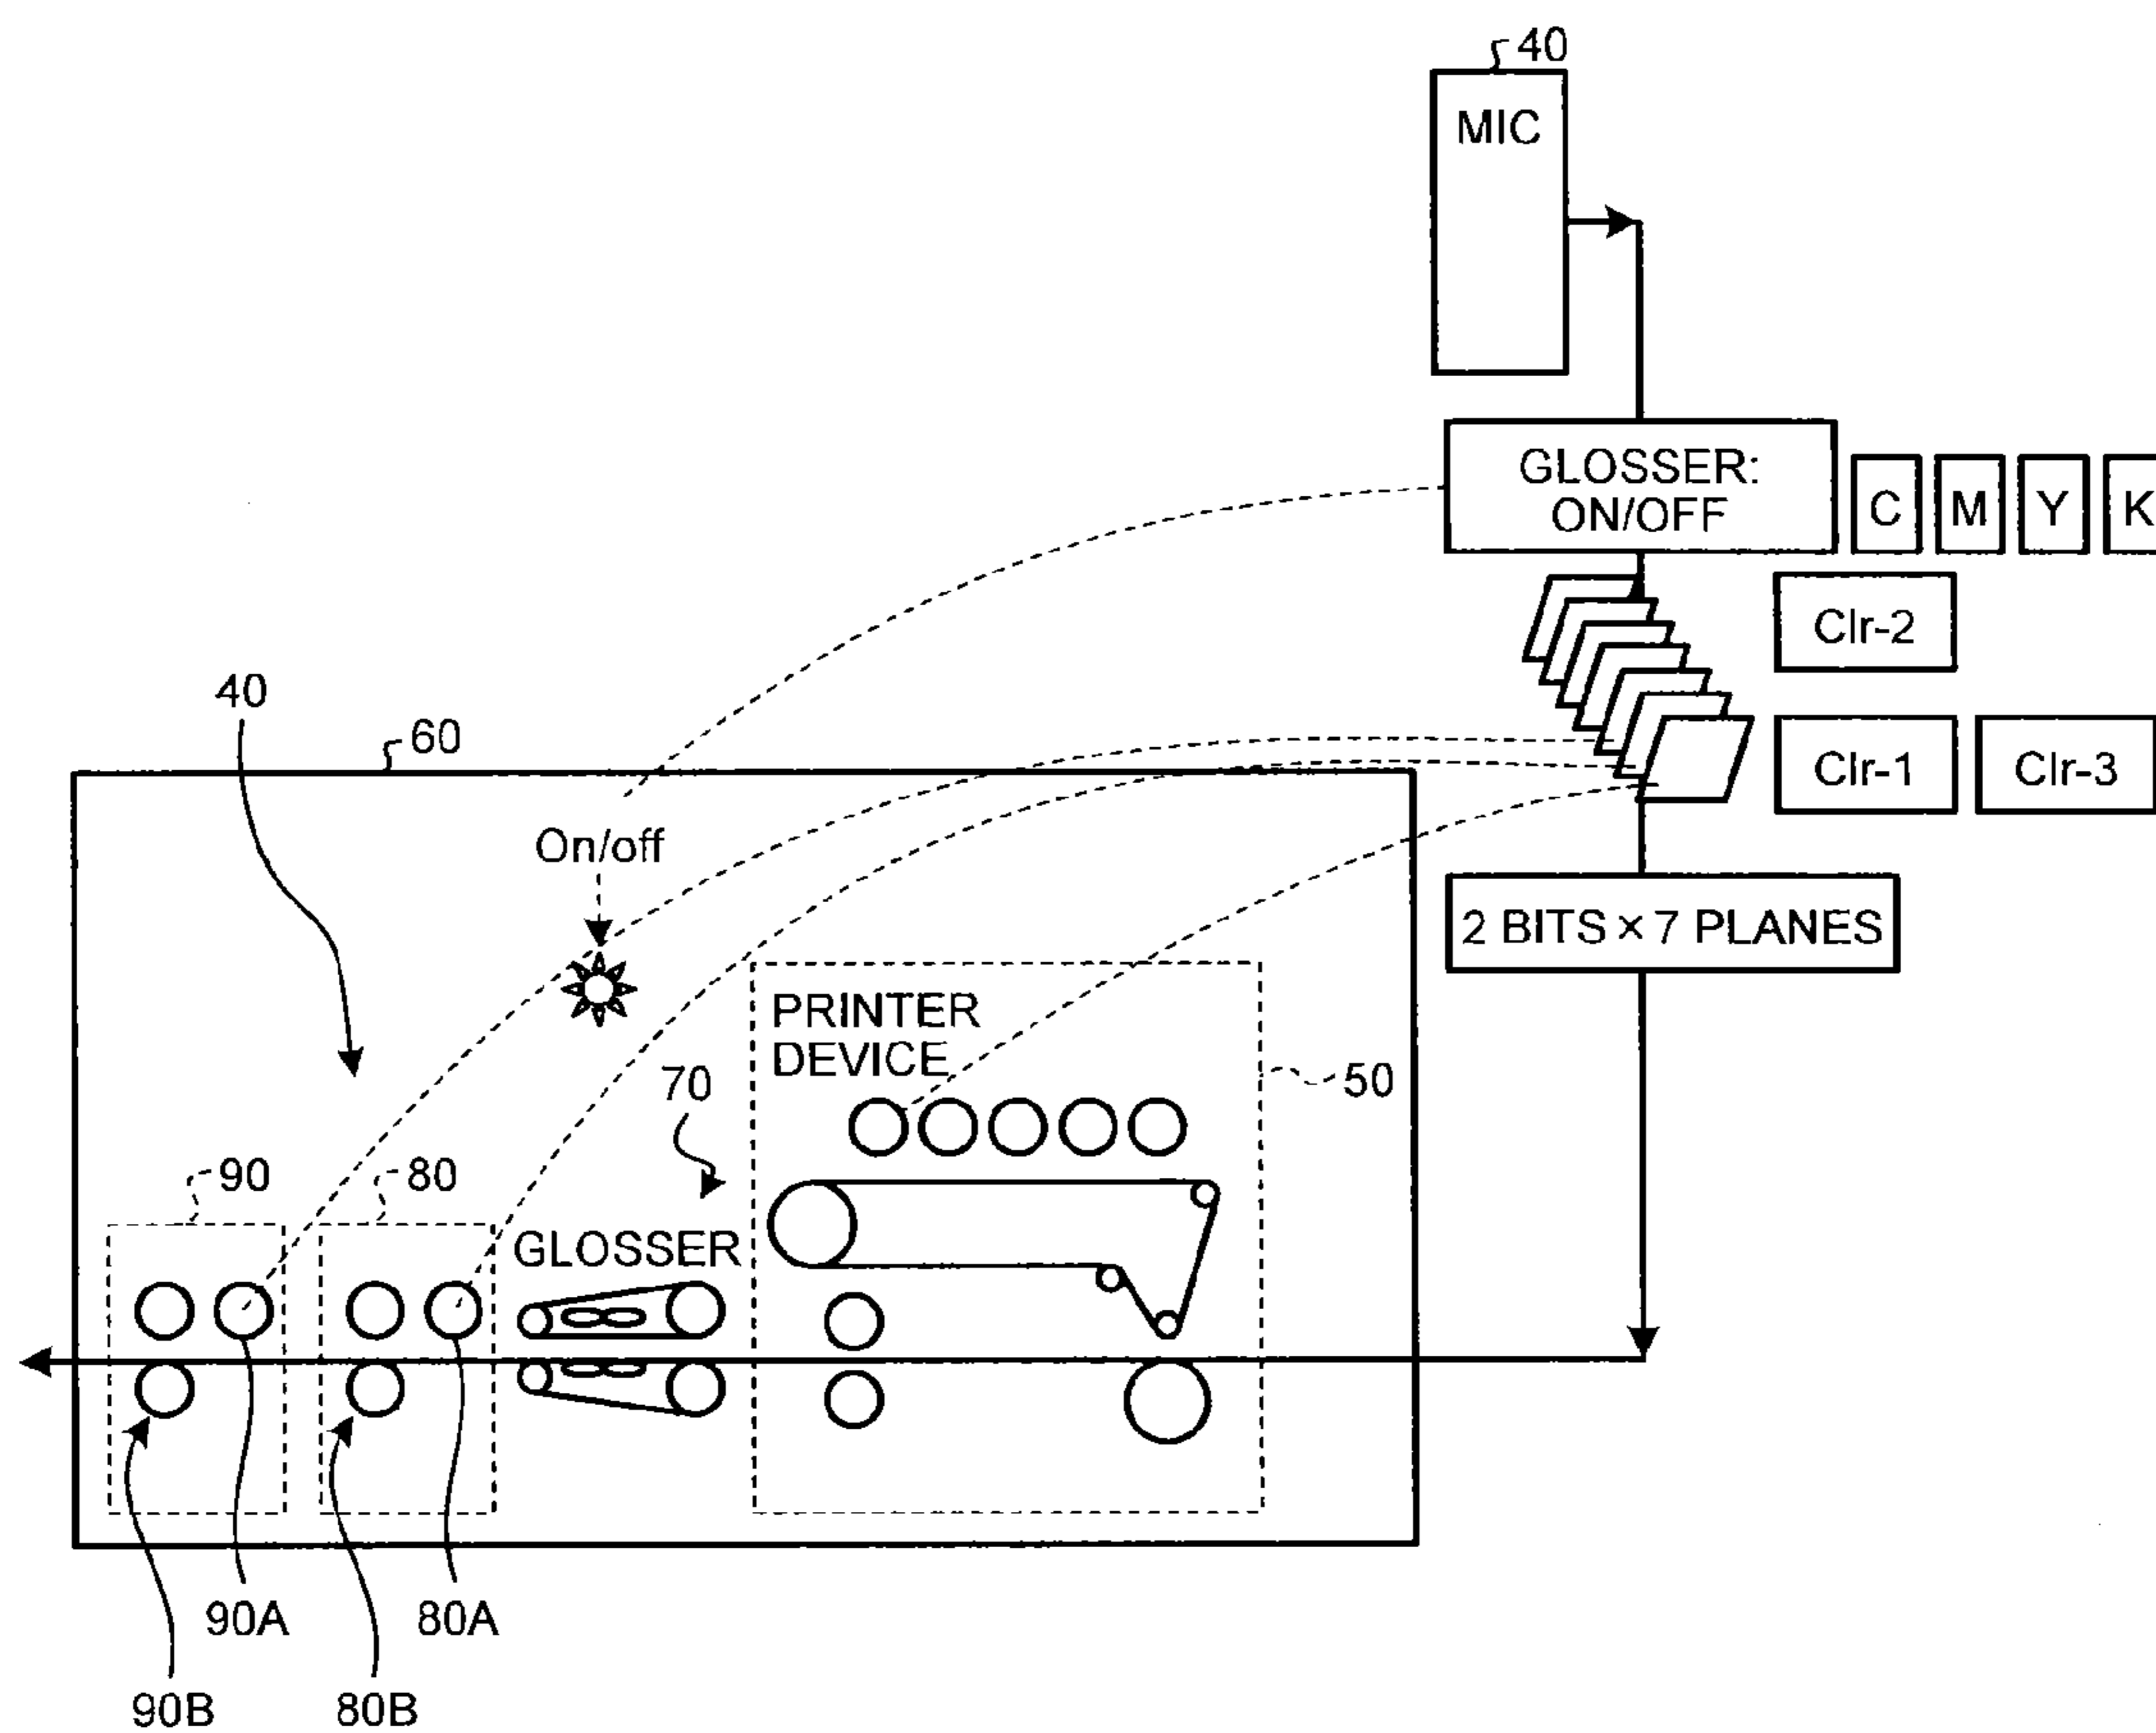 40
MIC
GLOSSER:
ON/OFF
C M Y K
Clr-2
Clr-1 Clr-3
2 BITS × 7 PLANES
40
60
On/off
PRINTER
DEVICE
50
70
90
80
GLOSSER
90A
80A
90B
80B